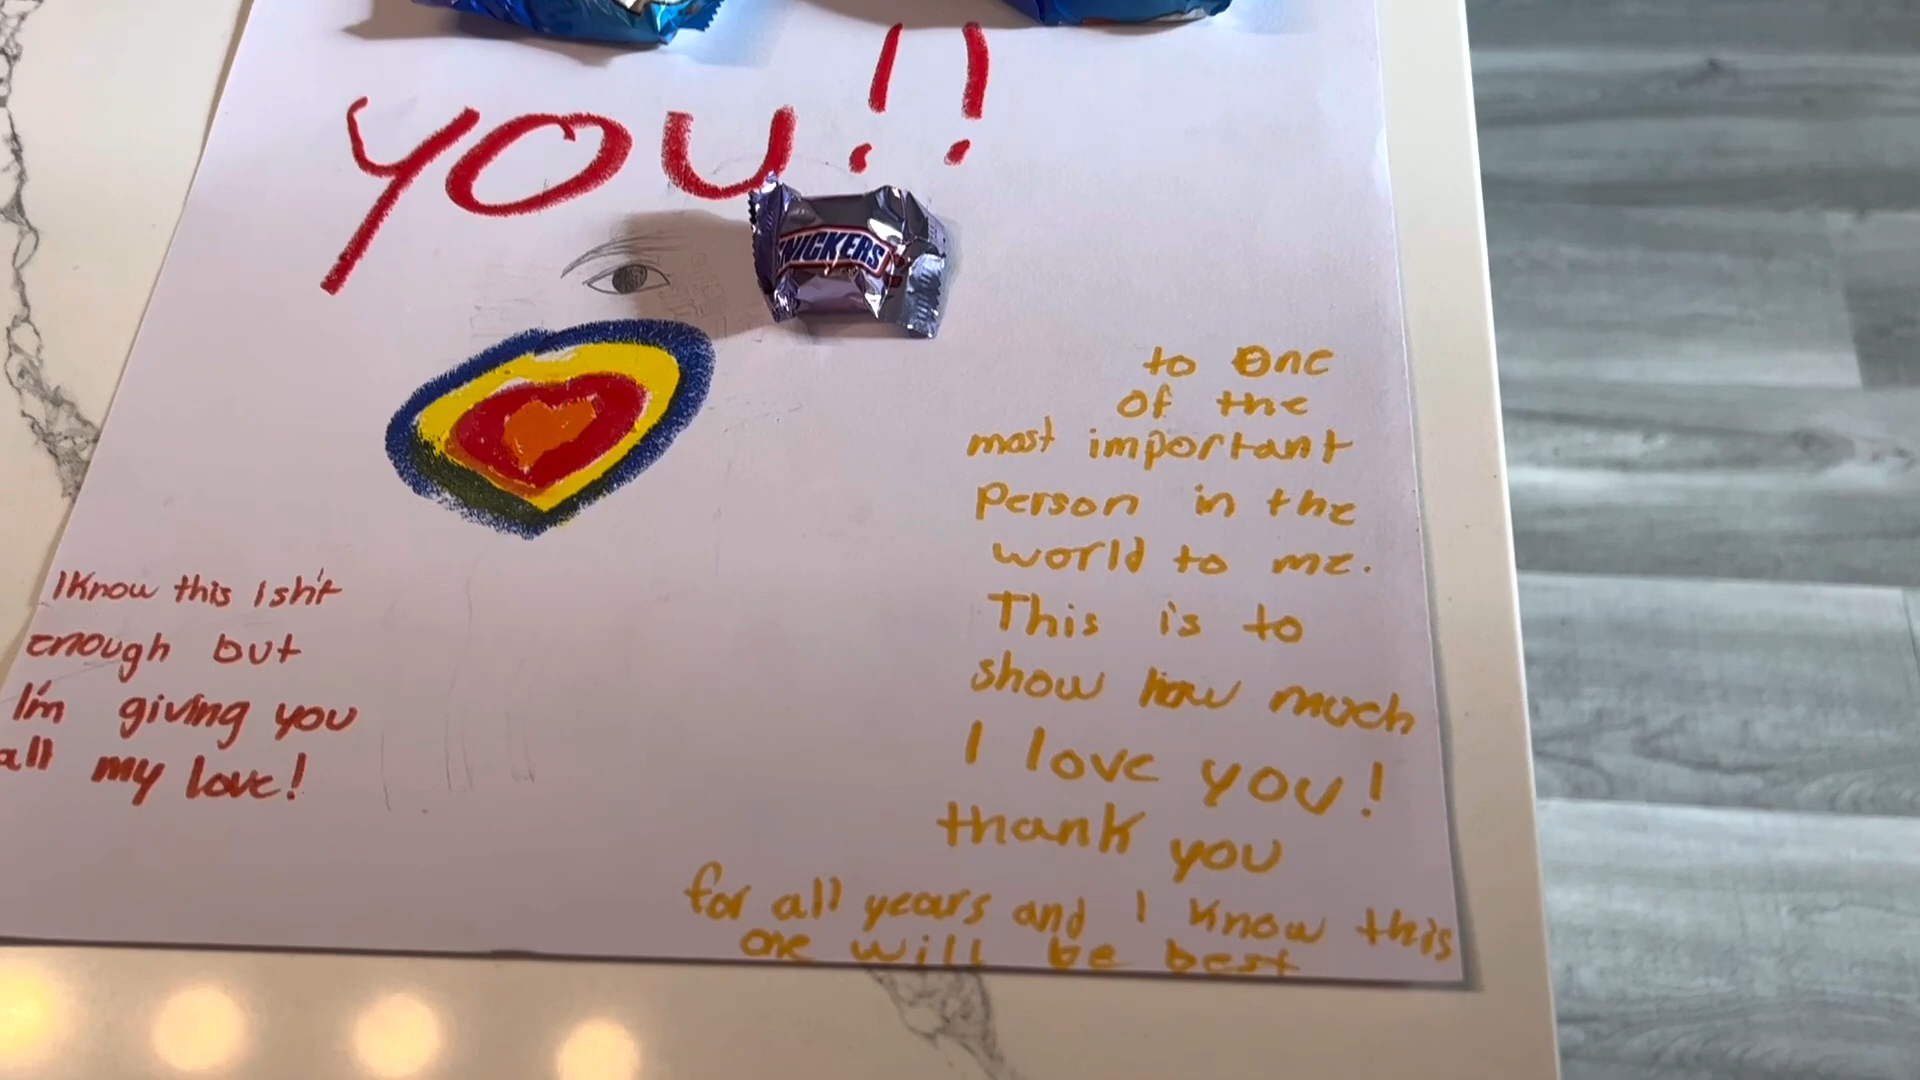 YOU!!
SNICKERS
to One
of the
most important
person in the
world to me.
This is to
show how much
I love you!
thank you
for all years and I know this
one will be best
I Know this isn't
enough but
I'm giving you
all my love!